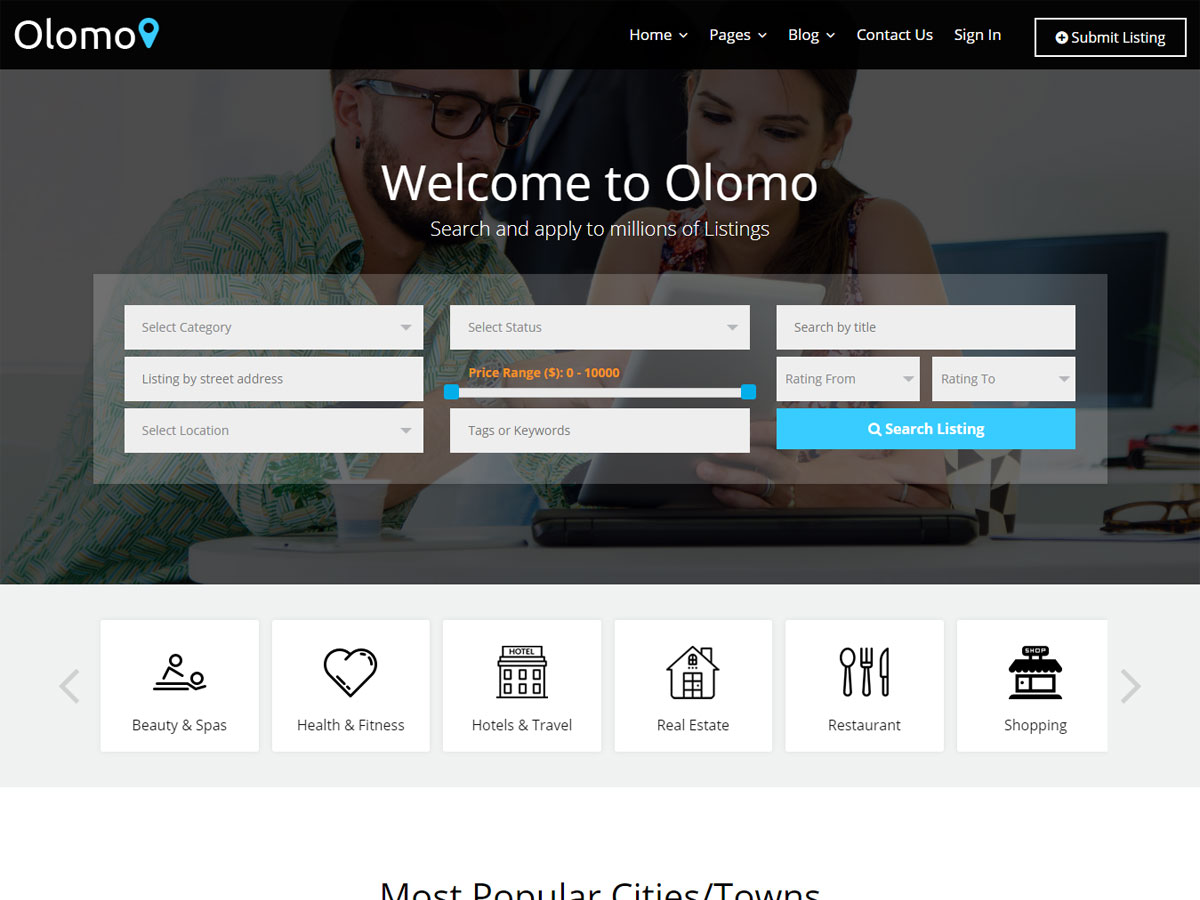 Olomo
Home Pages Blog Contact Us Sign In Submit Listing
Welcome to Olomo
Search and apply to millions of Listings
Select Category Select Status Search by title
Listing by street address Price Range ($): 0 - 10000 Rating From Rating To
Select Location Tags or Keywords Search Listing
HOTEL SHOP
Beauty & Spas Health & Fitness Hotels & Travel Real Estate Restaurant Shopping
Most Popular Cities/Towns